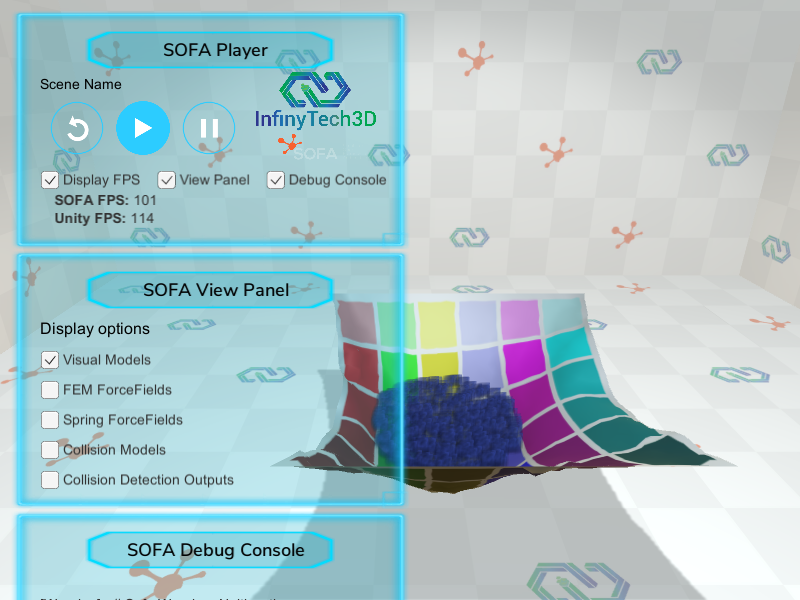 SOFA Player
Scene Name
InfinyTech3D
SOFA
Display FPS View Panel Debug Console
SOFA FPS: 101
Unity FPS: 114
SOFA View Panel
Display options
Visual Models
FEM ForceFields
Spring ForceFields
Collision Models
Collision Detection Outputs
SOFA Debug Console